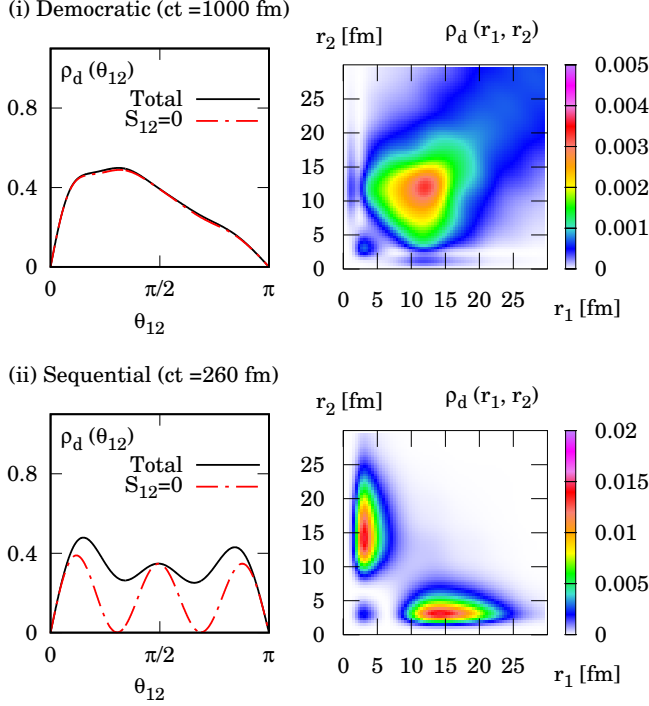 (i) Democratic (ct =1000 fm)
ρd (θ12)
Total
S12=0
0.8
0.4
0
0
π/2
π
θ12
r2 [fm]
ρd (r1, r2)
25
20
15
10
5
0
0 5 10 15 20 25
r1 [fm]
0.005
0.004
0.003
0.002
0.001
0
(ii) Sequential (ct =260 fm)
ρd (θ12)
Total
S12=0
0.8
0.4
0
0
π/2
π
θ12
r2 [fm]
ρd (r1, r2)
25
20
15
10
5
0
0 5 10 15 20 25
r1 [fm]
0.02
0.015
0.01
0.005
0